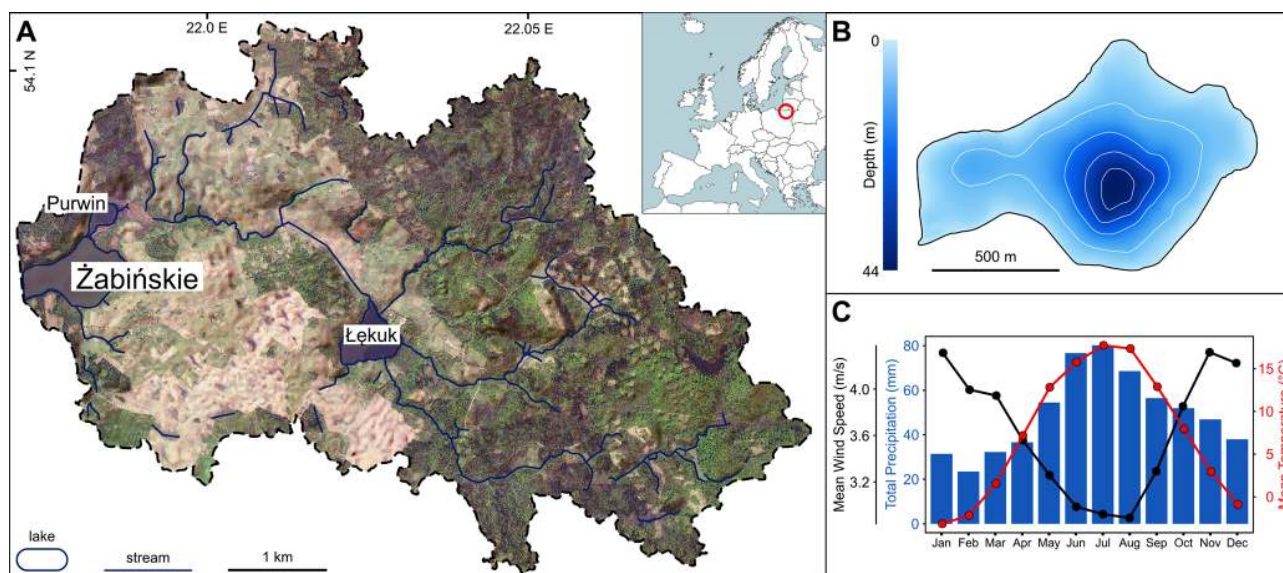 A
22.0 E
22.05 E
54.1 N
Purwin
Żabińskie
Łękuk
lake
stream
1 km
B
0
Depth (m)
44
500 m
C
Mean Wind Speed (m/s)
4.0
3.6
3.2
Total Precipitation (mm)
80
60
40
20
0
15
10
5
0
Mean Temperature (°C)
Jan Feb Mar Apr May Jun Jul Aug Sep Oct Nov Dec